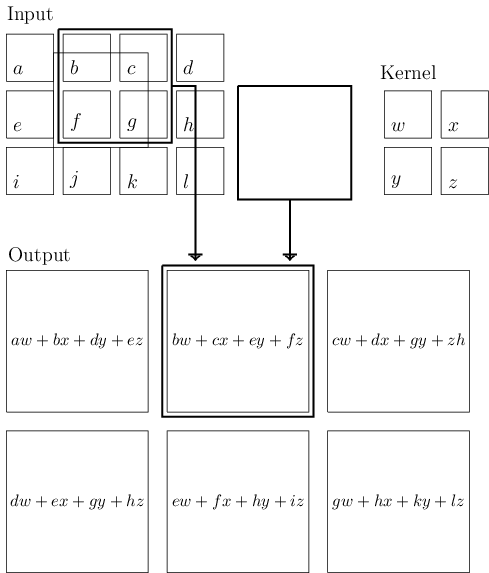 Input
a b c d
Kernel
e f g h
w x
i j k l
y z
Output
aw + bx + dy + ez bw + cx + ey + fz cw + dx + gy + zh
dw + ex + gy + hz ew + fx + hy + iz gw + hx + ky + lz